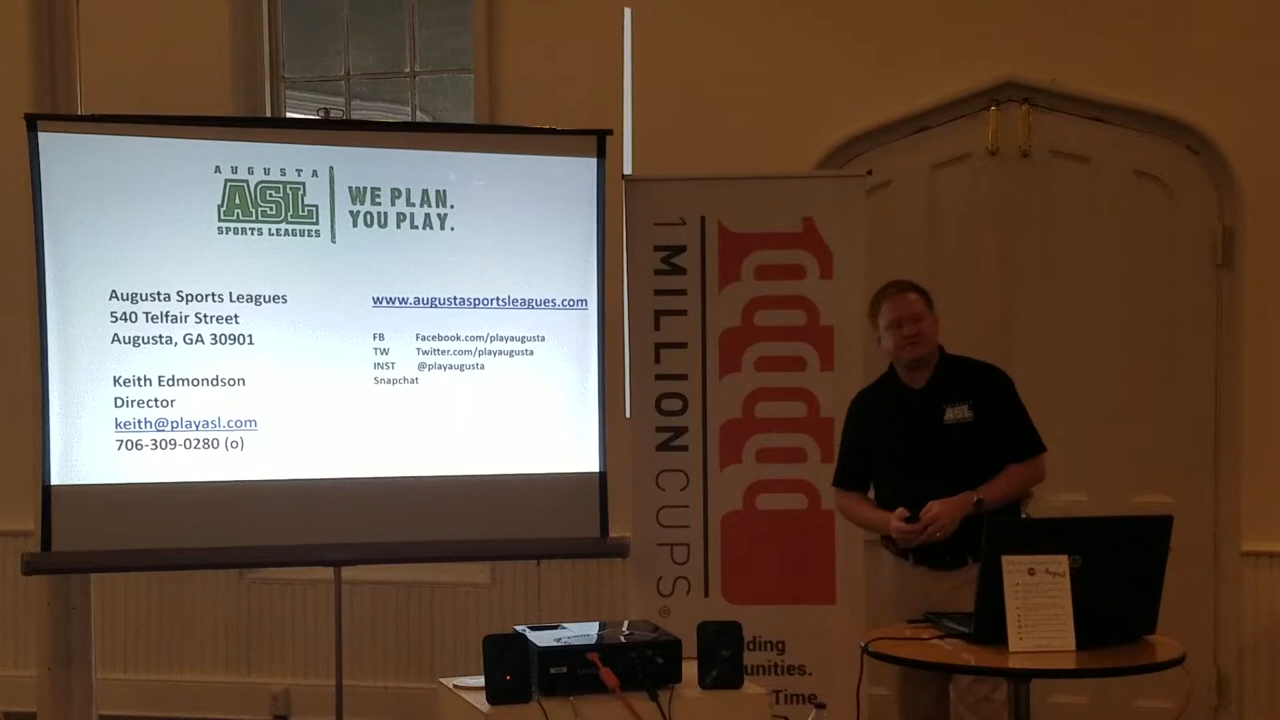 AUGUSTA
ASL
SPORTS LEAGUES
WE PLAN.
YOU PLAY.
Augusta Sports Leagues
540 Telfair Street
Augusta, GA 30901
Keith Edmondson
Director
keith@playasl.com
706-309-0280 (o)
www.augustasportsleagues.com
FB Facebook.com/playaugusta
TW Twitter.com/playaugusta
INST @playaugusta
Snapchat
1 MILLION CUPS®
ASL
Time